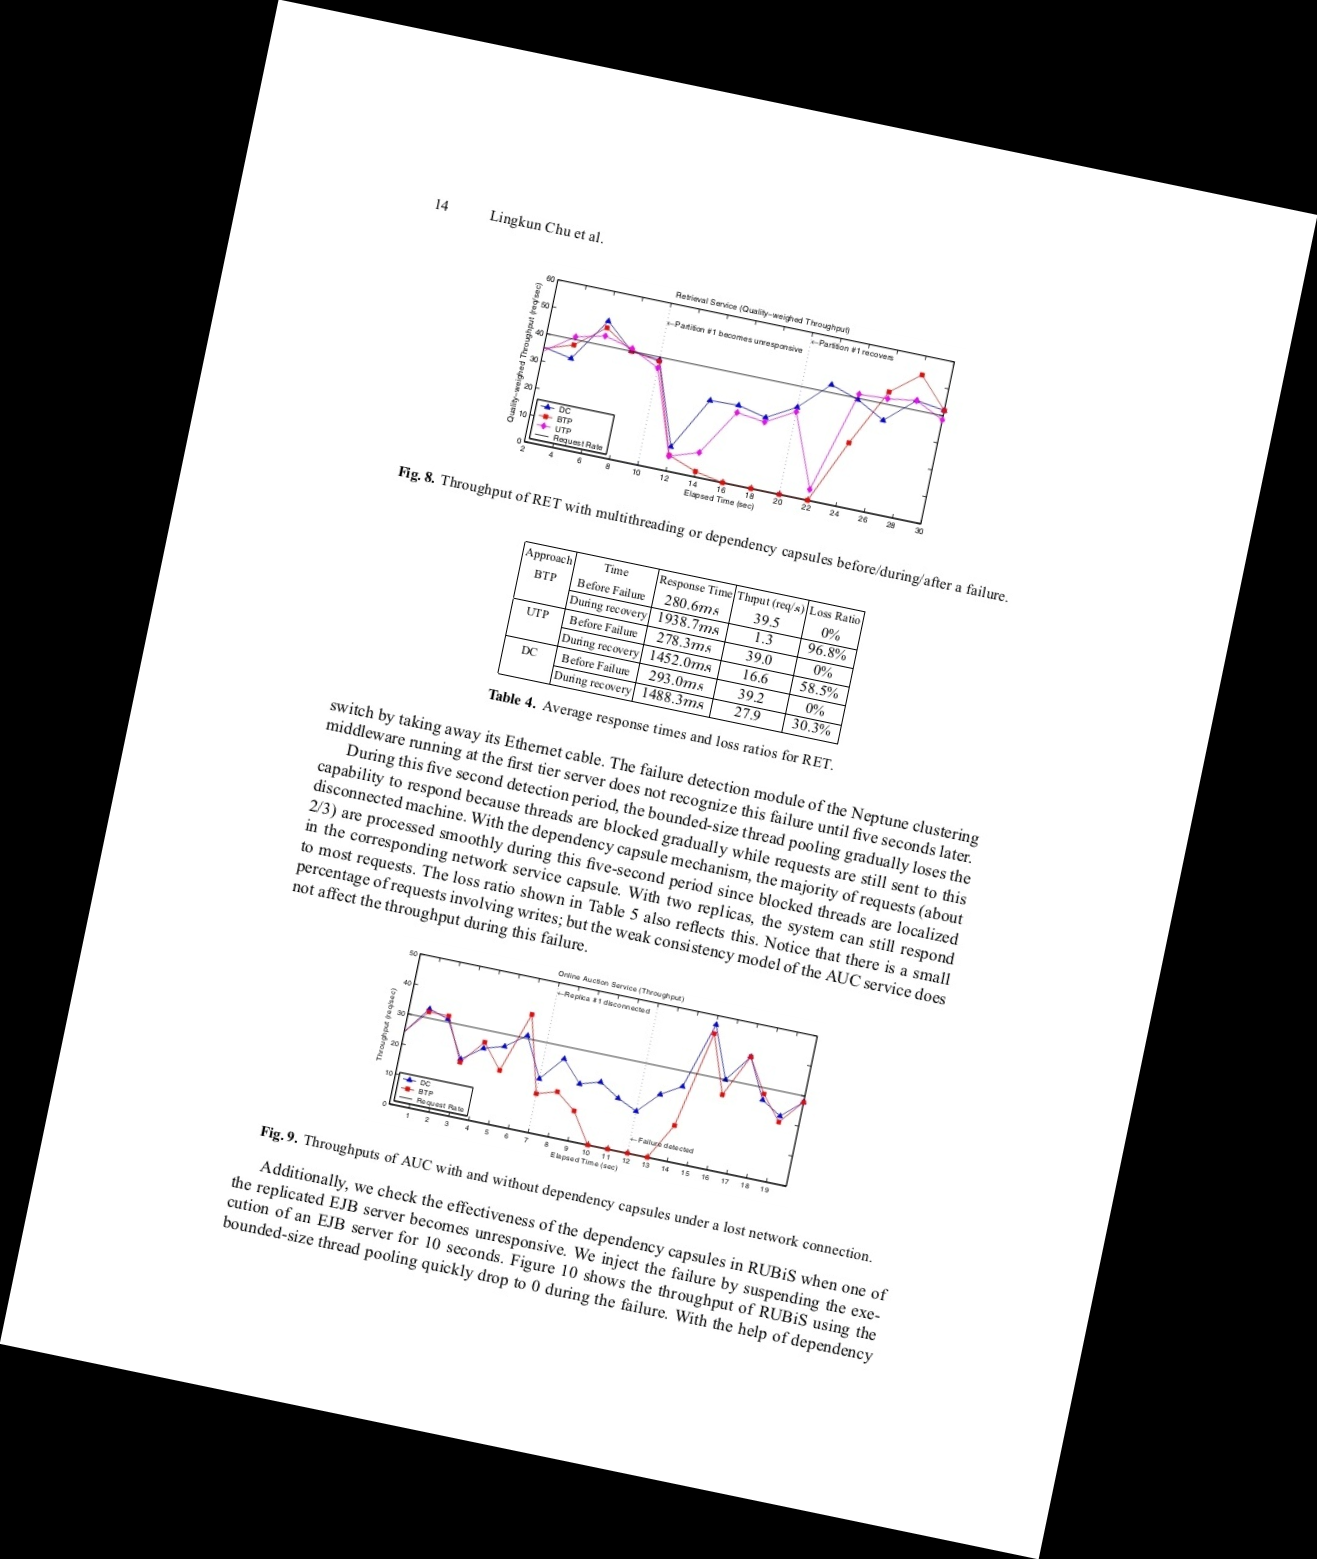 14 Lingkun Chu et al.
Retrieval Service (Quality-weighed Throughput)
Quality-weighed Throughput (req/sec)
60
50
40
30
20
10
0
←Partition #1 becomes unresponsive
←Partition #1 recovers
DC
BTP
UTP
Request Rate
2 4 6 8 10 12 14 16 18 20 22 24 26 28 30
Elapsed Time (sec)
Fig. 8. Throughput of RET with multithreading or dependency capsules before/during/after a failure.
Approach Time Response Time Thrput (req/s) Loss Ratio
BTP Before Failure 280.6ms 39.5 0%
During recovery 1938.7ms 1.3 96.8%
UTP Before Failure 278.3ms 39.0 0%
During recovery 1452.0ms 16.6 58.5%
DC Before Failure 293.0ms 39.2 0%
During recovery 1488.3ms 27.9 30.3%
Table 4. Average response times and loss ratios for RET.
switch by taking away its Ethernet cable. The failure detection module of the Neptune clustering
middleware running at the first tier server does not recognize this failure until five seconds later.
During this five second detection period, the bounded-size thread pooling gradually loses the
capability to respond because threads are blocked gradually while requests are still sent to this
disconnected machine. With the dependency capsule mechanism, the majority of requests (about
2/3) are processed smoothly during this five-second period since blocked threads are localized
in the corresponding network service capsule. With two replicas, the system can still respond
to most requests. The loss ratio shown in Table 5 also reflects this. Notice that there is a small
percentage of requests involving writes; but the weak consistency model of the AUC service does
not affect the throughput during this failure.
Online Auction Service (Throughput)
Throughput (req/sec)
50
40
30
20
10
0
←Replica #1 disconnected
←Failure detected
DC
BTP
Request Rate
1 2 3 4 5 6 7 8 9 10 11 12 13 14 15 16 17 18 19
Elapsed Time (sec)
Fig. 9. Throughputs of AUC with and without dependency capsules under a lost network connection.
Additionally, we check the effectiveness of the dependency capsules in RUBiS when one of
the replicated EJB server becomes unresponsive. We inject the failure by suspending the exe-
cution of an EJB server for 10 seconds. Figure 10 shows the throughput of RUBiS using the
bounded-size thread pooling quickly drop to 0 during the failure. With the help of dependency